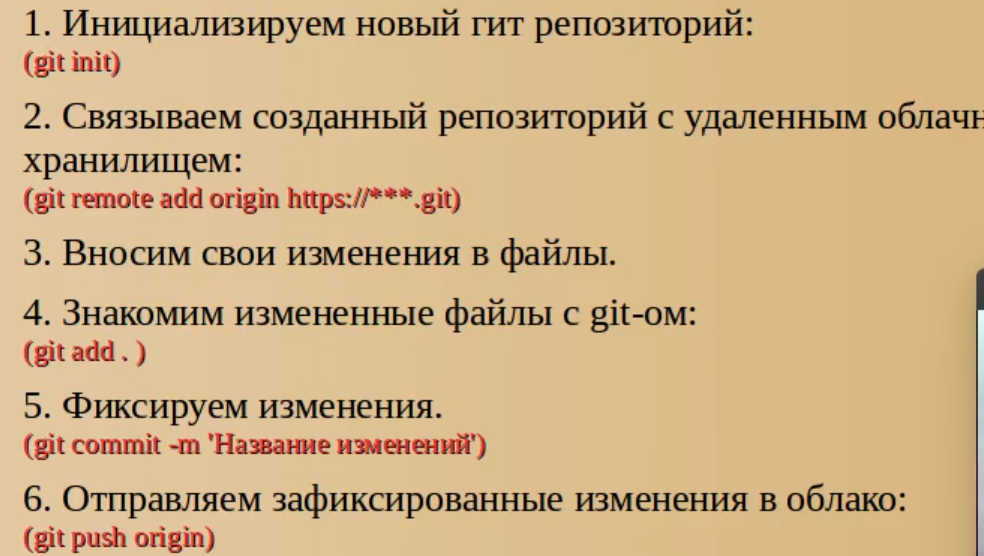 1. Инициализируем новый гит репозиторий:
(git init)
2. Связываем созданный репозиторий с удаленным
хранилищем:
(git remote add origin https://***.git)
3. Вносим свои изменения в файлы.
4. Знакомим измененные файлы с git-ом:
(git add . )
5. Фиксируем изменения.
(git commit -m 'Название изменений')
6. Отправляем зафиксированные изменения в облако:
(git push origin)